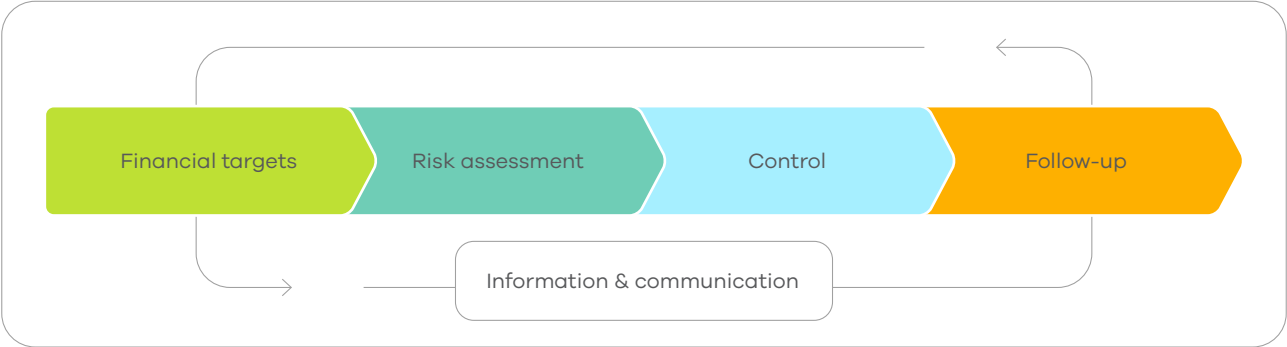 Financial targets
Risk assessment
Control
Follow-up
Information & communication